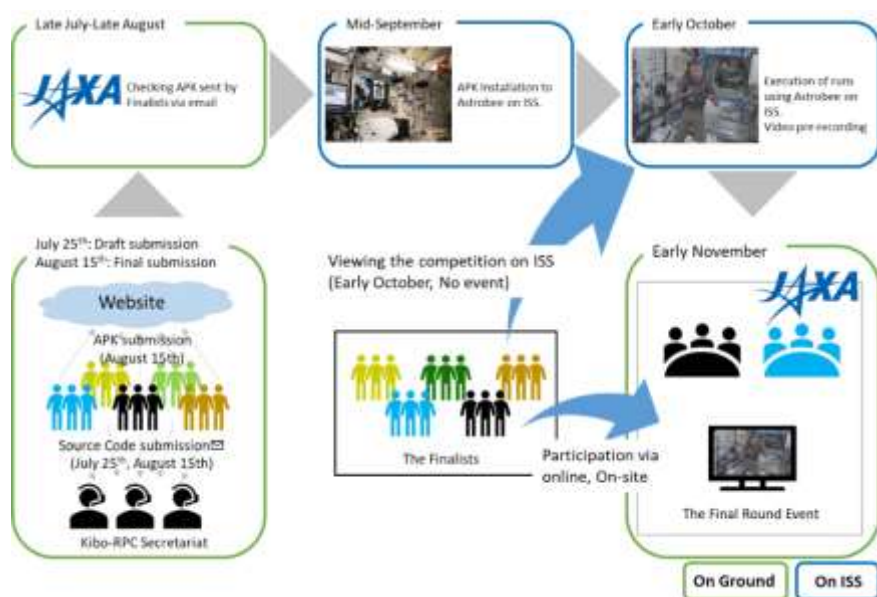 Late July-Late August
JAXA
Checking APK sent by
Finalists via email
Mid-September
APK Installation to
Astrobee on ISS.
Early October
Execution of runs
using Astrobee on
ISS.
Video pre-recording
July 25th: Draft submission
August 15th: Final submission
Website
APK submission
(August 15th)
Source Code submission
(July 25th, August 15th)
Kibo-RPC Secretariat
Viewing the competition on ISS
(Early October, No event)
The Finalists
Participation via
online, On-site
Early November
JAXA
The Final Round Event
On Ground
On ISS